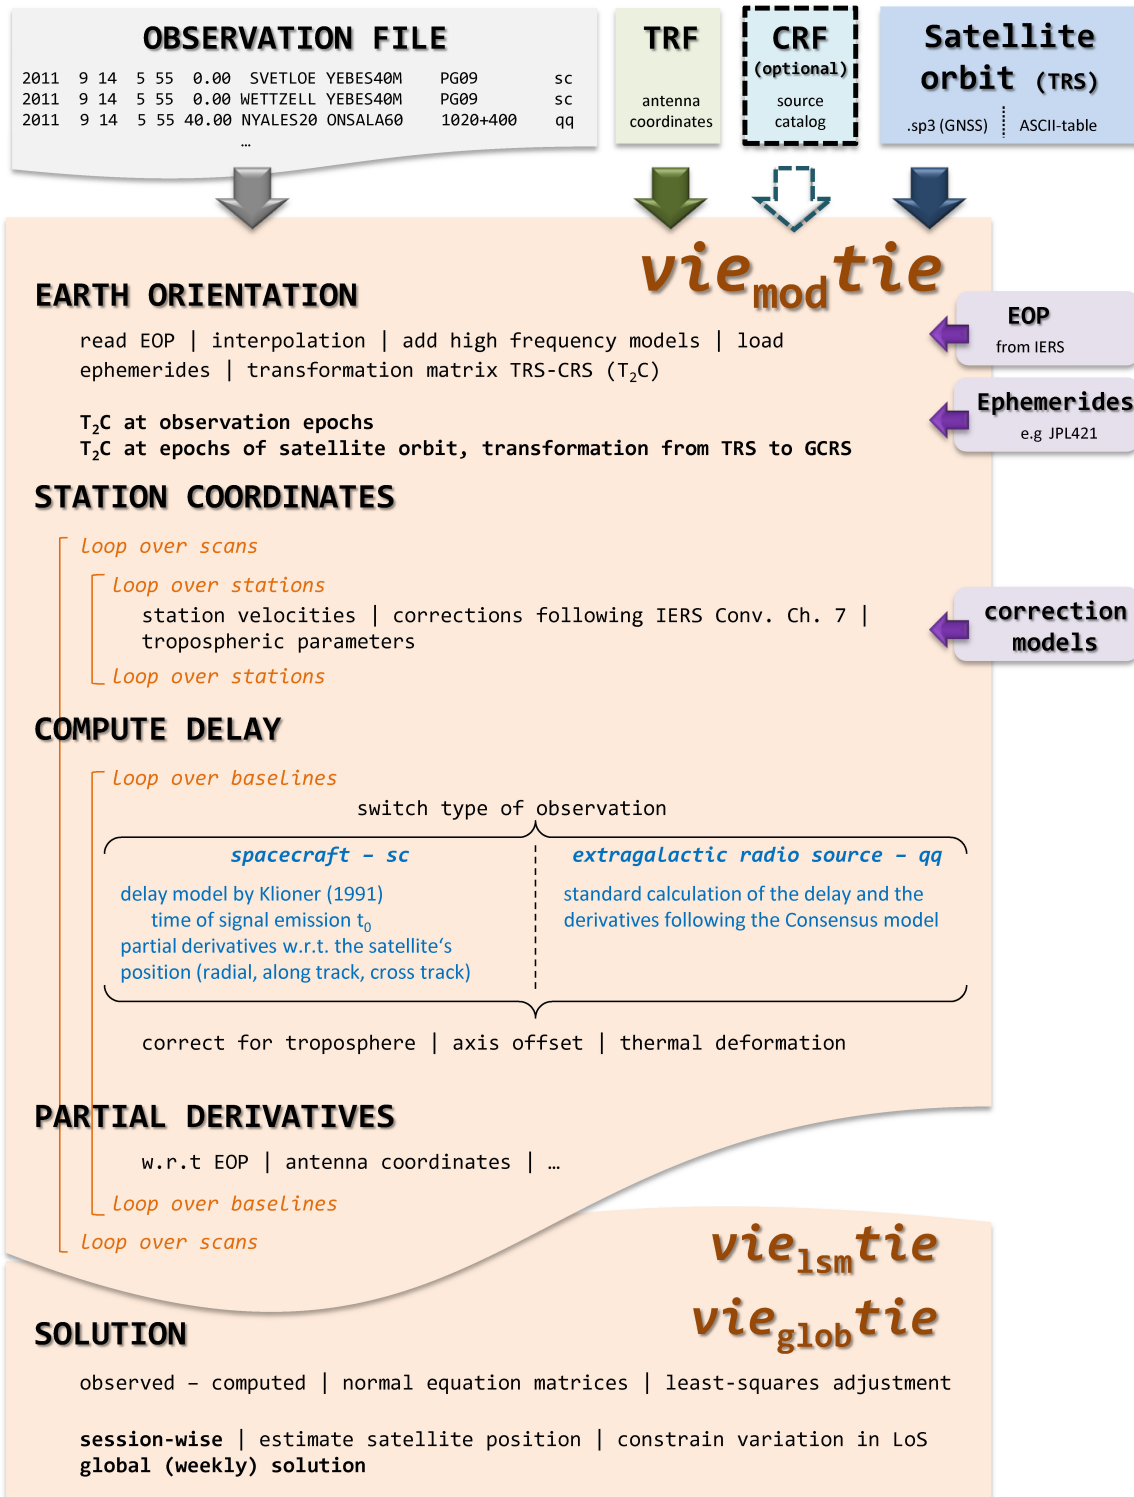 OBSERVATION FILE
2011 9 14 5 55 0.00 SVETLOE YEBES40M PG09 sc
2011 9 14 5 55 0.00 WETTZELL YEBES40M PG09 sc
2011 9 14 5 55 40.00 NYALES20 ONSALA60 1020+400 qq
…
TRF
antenna
coordinates
CRF
(optional)
source
catalog
Satellite
orbit (TRS)
.sp3 (GNSS) ASCII-table
vie_mod tie
EARTH ORIENTATION
read EOP | interpolation | add high frequency models | load
ephemerides | transformation matrix TRS-CRS (T₂C)
T₂C at observation epochs
T₂C at epochs of satellite orbit, transformation from TRS to GCRS
EOP
from IERS
Ephemerides
e.g JPL421
STATION COORDINATES
loop over scans
loop over stations
station velocities | corrections following IERS Conv. Ch. 7 |
tropospheric parameters
loop over stations
correction
models
COMPUTE DELAY
loop over baselines
switch type of observation
spacecraft – sc
delay model by Klioner (1991)
time of signal emission t₀
partial derivatives w.r.t. the satellite‘s
position (radial, along track, cross track)
extragalactic radio source – qq
standard calculation of the delay and the
derivatives following the Consensus model
correct for troposphere | axis offset | thermal deformation
PARTIAL DERIVATIVES
w.r.t EOP | antenna coordinates | …
loop over baselines
loop over scans
vie_lsm tie
vie_glob tie
SOLUTION
observed – computed | normal equation matrices | least-squares adjustment
session-wise | estimate satellite position | constrain variation in LoS
global (weekly) solution